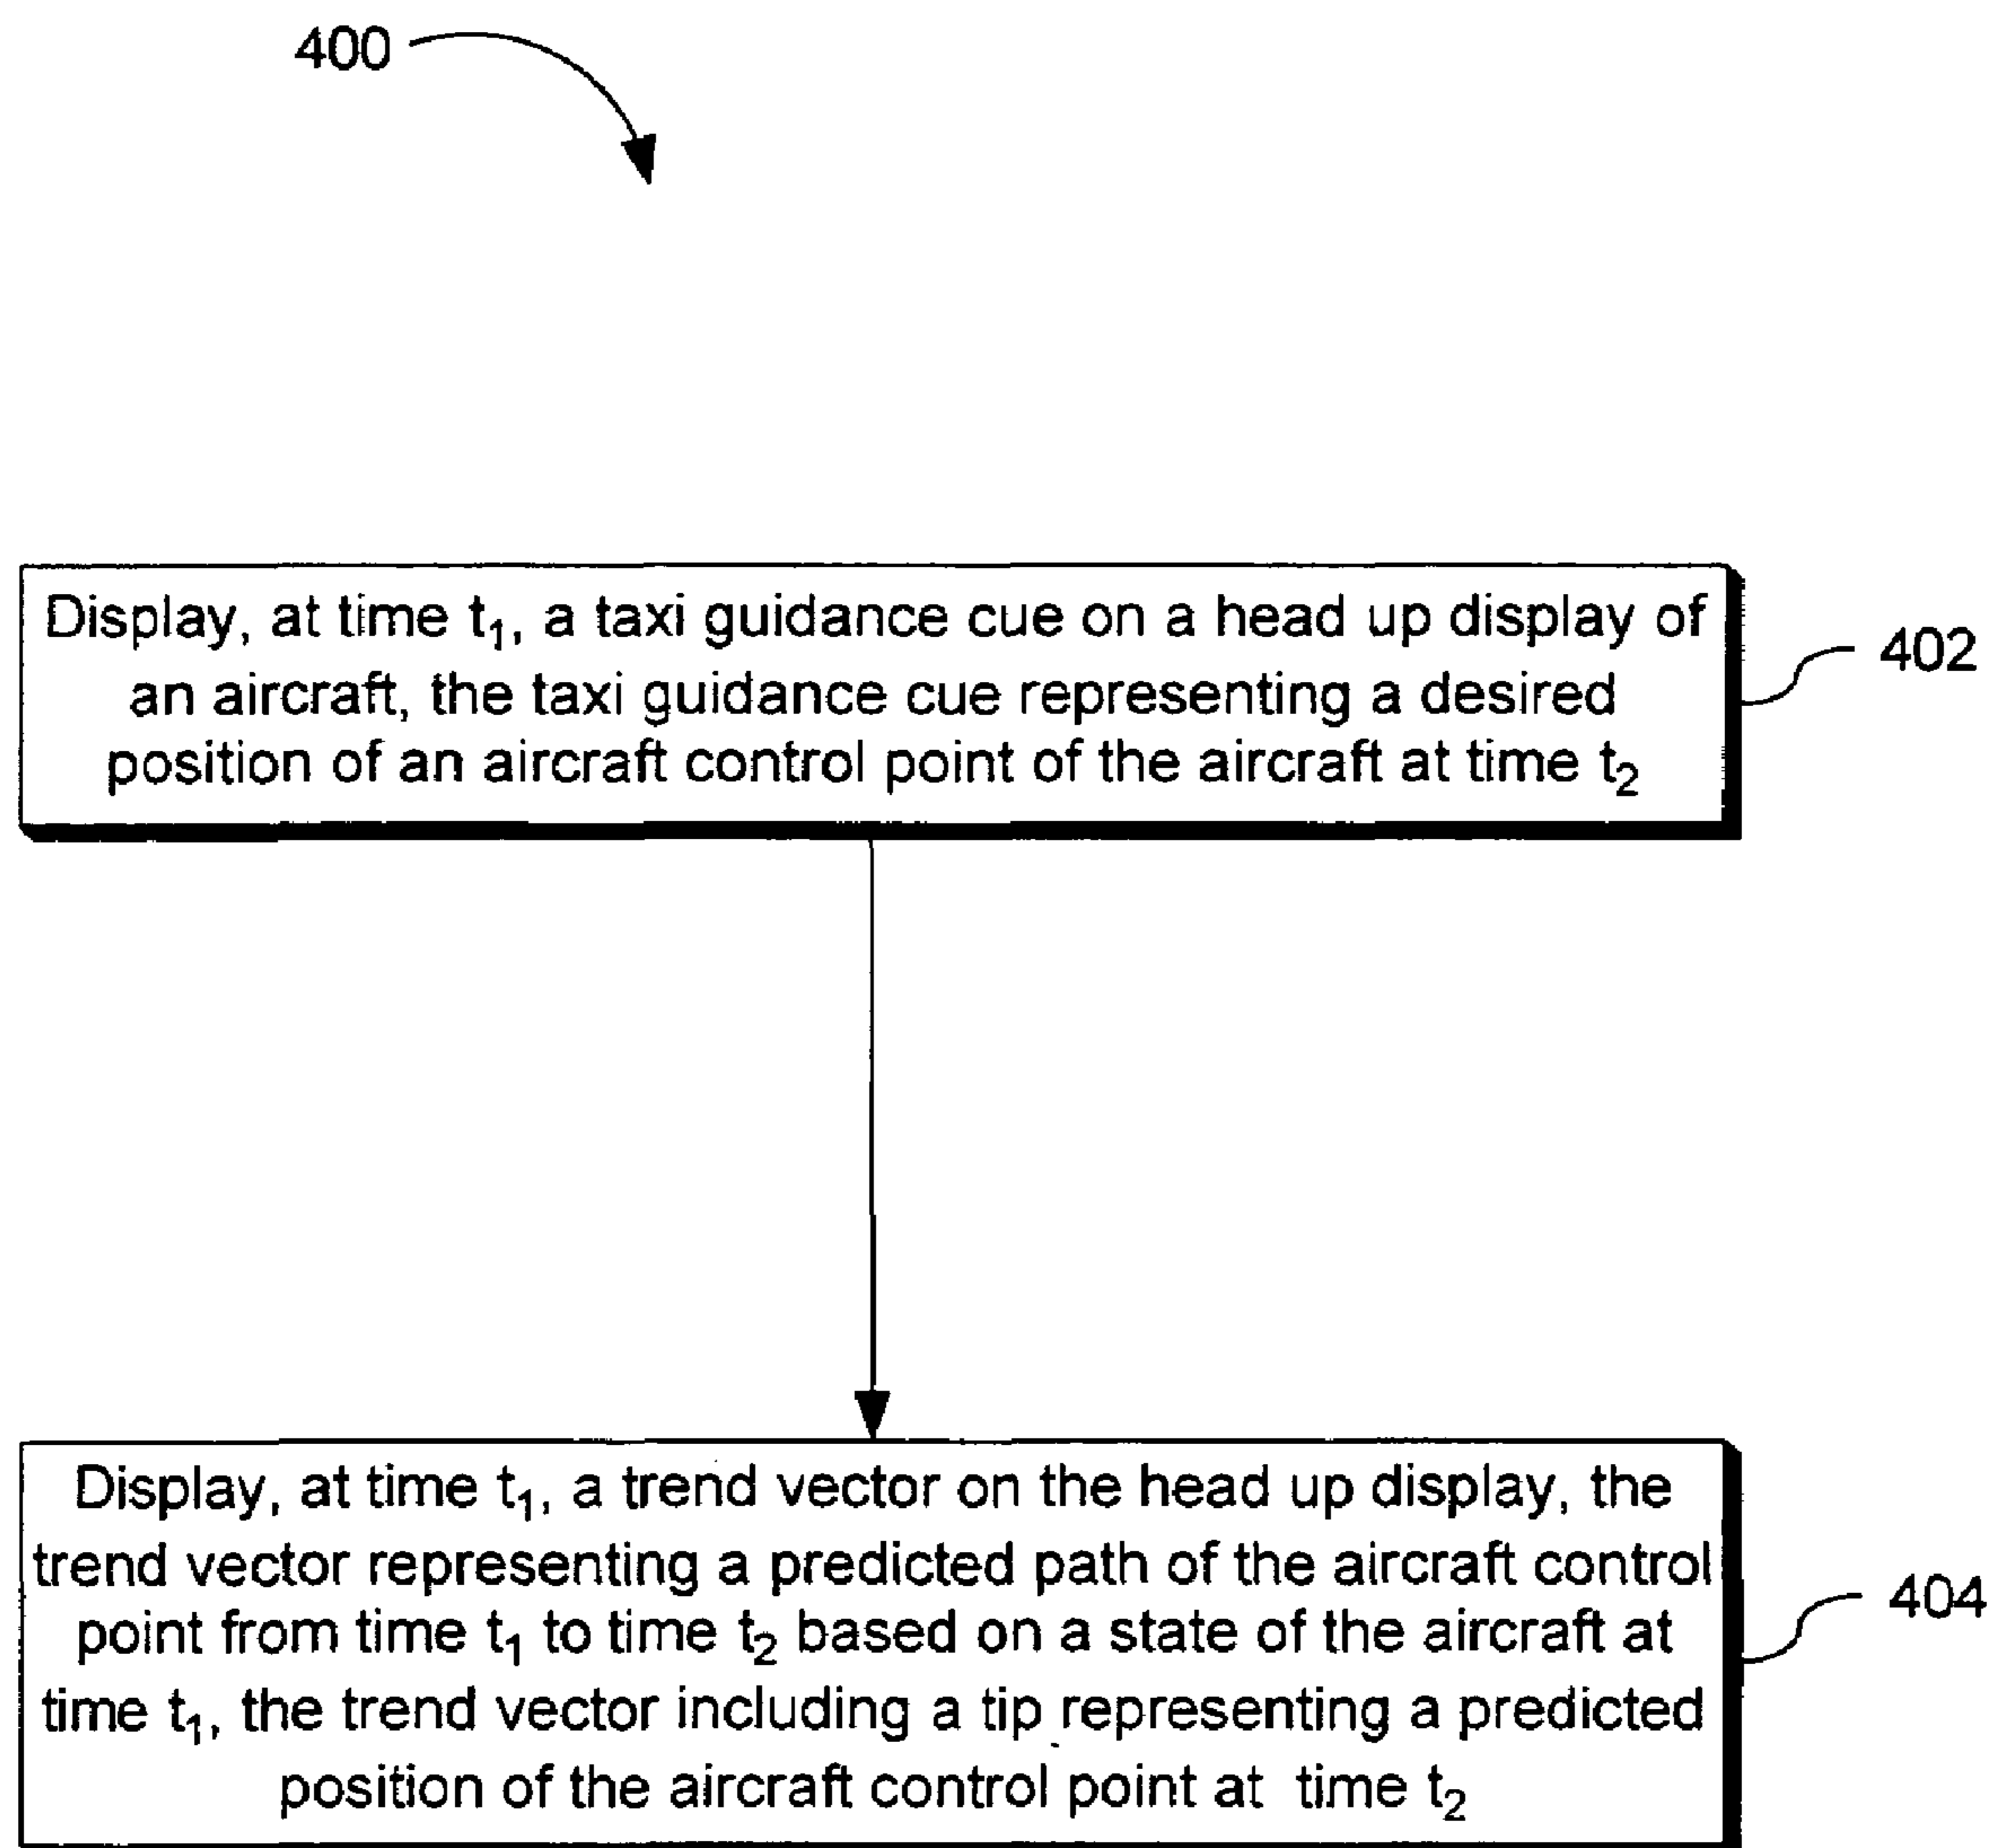 400
Display, at time t₁, a taxi guidance cue on a head up display of
an aircraft, the taxi guidance cue representing a desired
position of an aircraft control point of the aircraft at time t₂
402
Display, at time t₁, a trend vector on the head up display, the
trend vector representing a predicted path of the aircraft control
point from time t₁ to time t₂ based on a state of the aircraft at
time t₁, the trend vector including a tip representing a predicted
position of the aircraft control point at time t₂
404